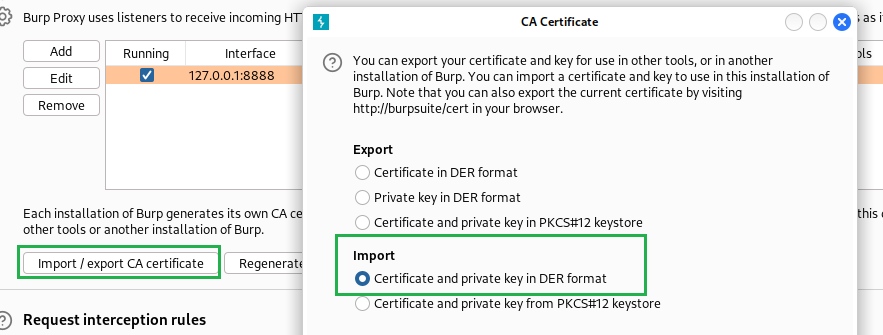 Burp Proxy uses listeners to receive incoming HT
CA Certificate
as i
Add
Edit
Remove
Running
Interface
ols
127.0.0.1:8888
You can export your certificate and key for use in other tools, or in another
installation of Burp. You can import a certificate and key to use in this installation of
Burp. Note that you can also export the current certificate by visiting
http://burpsuite/cert in your browser.
Export
Certificate in DER format
Private key in DER format
Certificate and private key in PKCS#12 keystore
Each installation of Burp generates its own CA ce
this
other tools or another installation of Burp.
Import
Import / export CA certificate
Regenerate
Certificate and private key in DER format
Certificate and private key from PKCS#12 keystore
Request interception rules